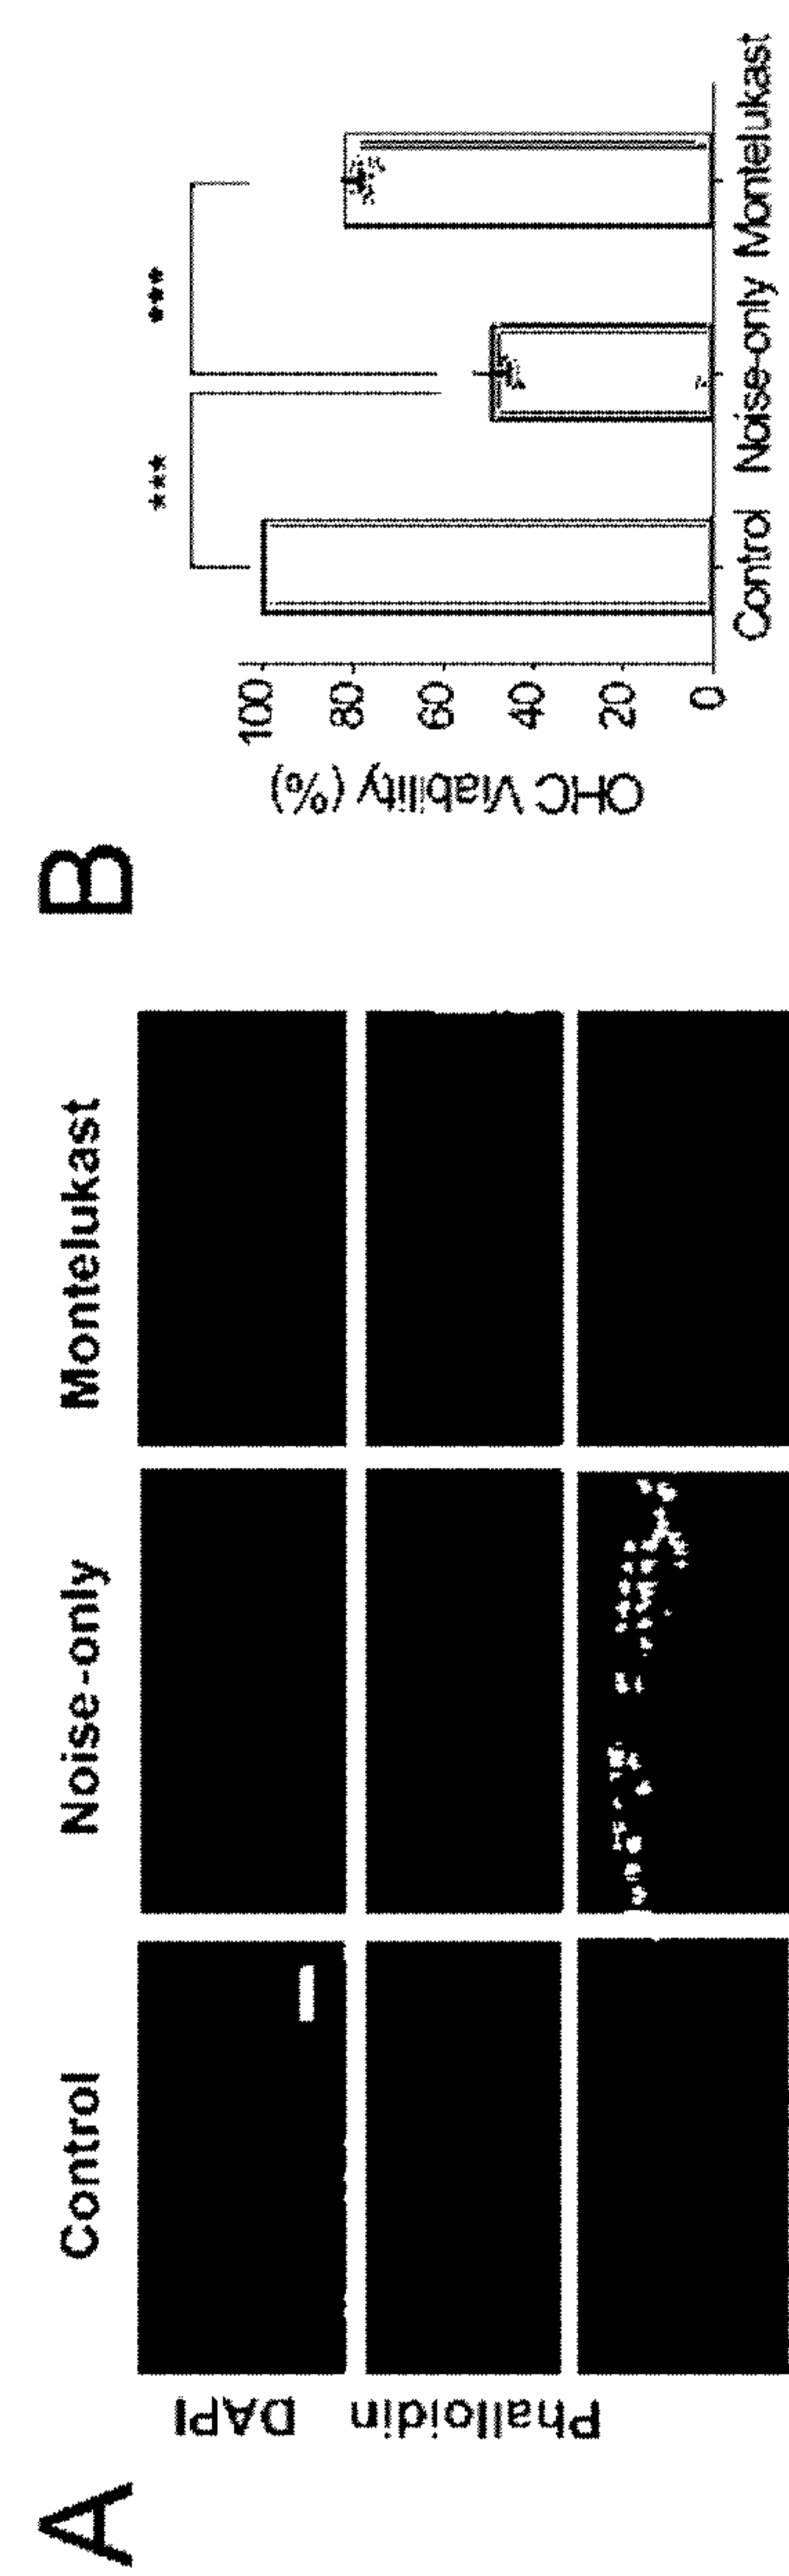 A
Control
Noise-only
Montelukast
DAPI
Phalloidin
B
***
***
OHC Viability (%)
100
80
60
40
20
0
Control
Noise-only
Montelukast